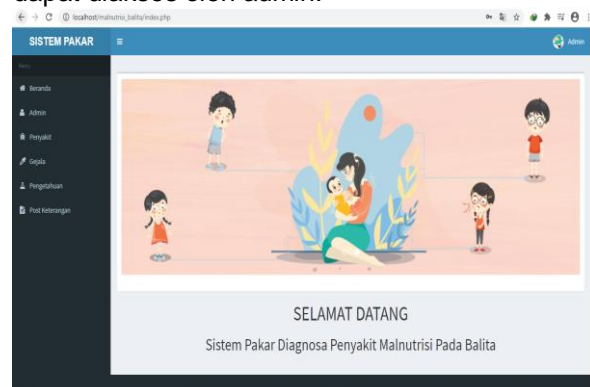 dapat diakses oleh admin.
localhost/malnutrisi_balita/index.php
SISTEM PAKAR
Admin
Menu
Beranda
Admin
Penyakit
Gejala
Pengetahuan
Post Keterangan
SELAMAT DATANG
Sistem Pakar Diagnosa Penyakit Malnutrisi Pada Balita